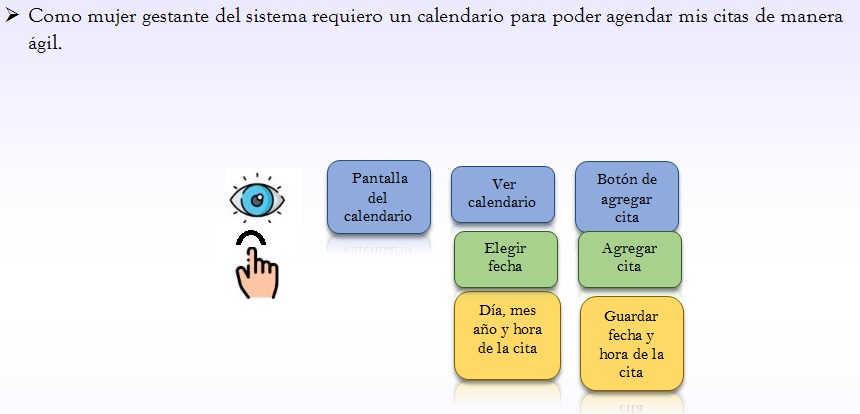 Como mujer gestante del sistema requiero un calendario para poder agendar mis citas de manera
ágil.
Pantalla
del
calendario
Ver
calendario
Botón de
agregar
cita
Elegir
fecha
Agregar
cita
Día, mes
año y hora
de la cita
Guardar
fecha y
hora de la
cita